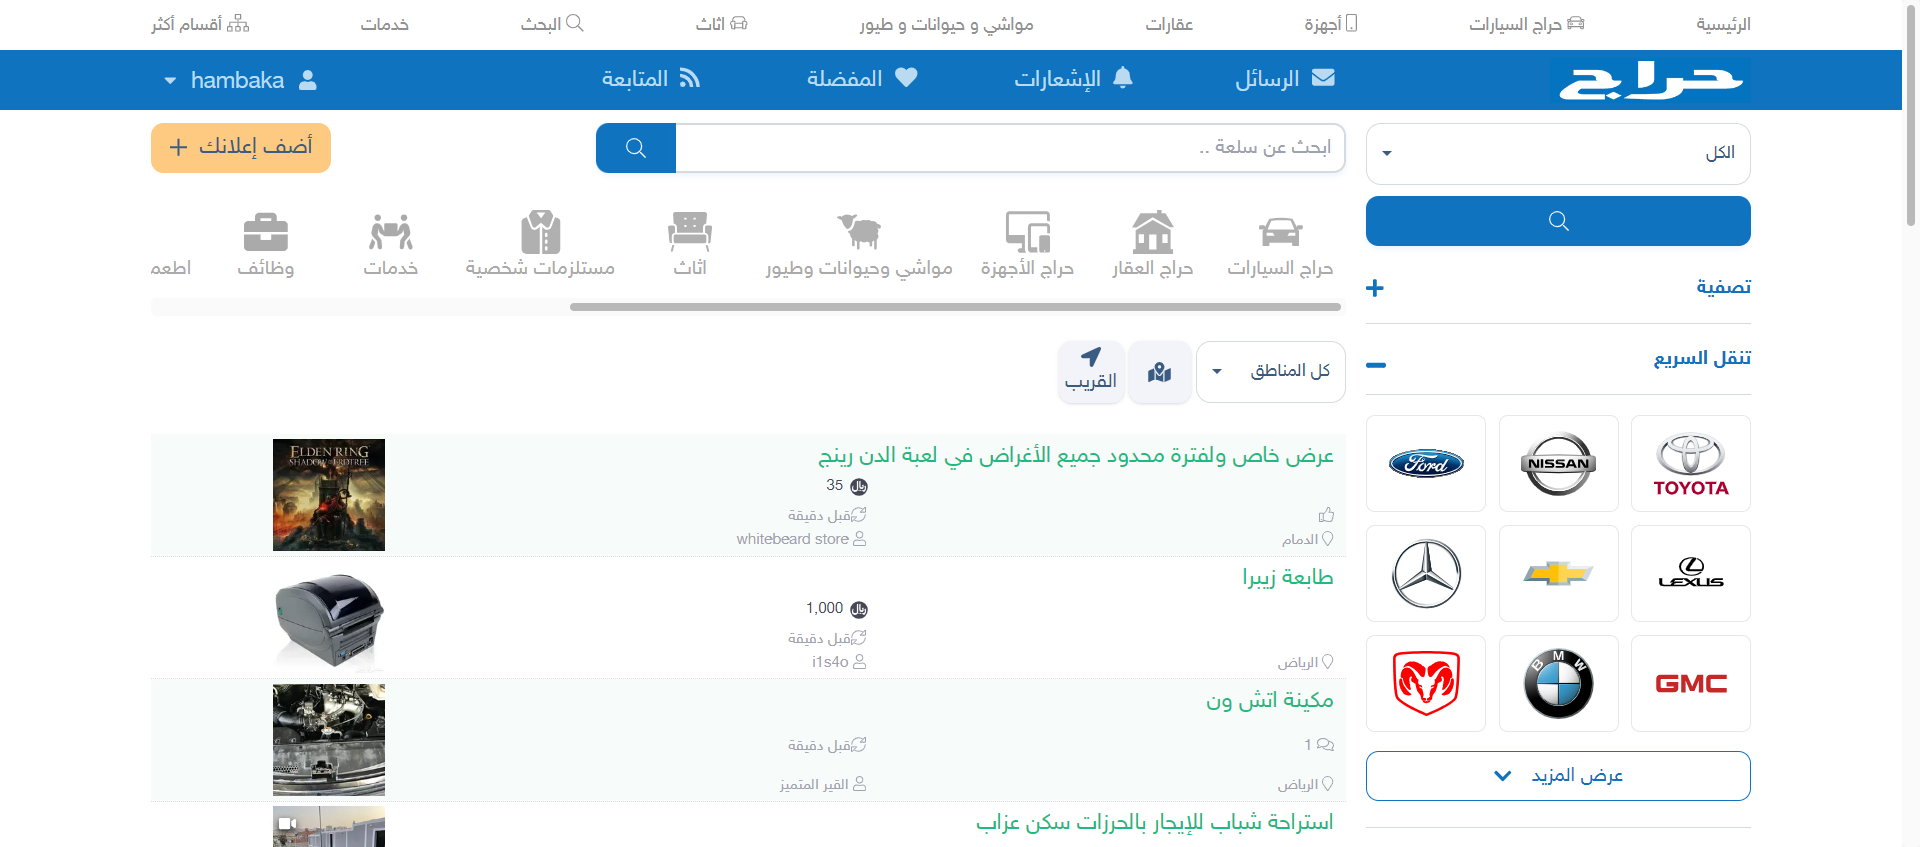 الرئيسية
حراج السيارات
أجهزة
عقارات
مواشي و حيوانات و طيور
اثاث
البحث
خدمات
أقسام أكثر
حراج
الرسائل
الإشعارات
المفضلة
المتابعة
hambaka
الكل
ابحث عن سلعة ..
أضف إعلانك +
حراج السيارات
حراج العقار
حراج الأجهزة
مواشي وحيوانات وطيور
اثاث
مستلزمات شخصية
خدمات
وظائف
اطعم
تصفية
تنقل السريع
TOYOTA
NISSAN
Ford
LEXUS
GMC
BMW
عرض المزيد
كل المناطق
القريب
عرض خاص ولفترة محدود جميع الأغراض في لعبة الدن رينج
ريال 35
قبل دقيقة
الدمام
whitebeard store
ELDEN RING
SHADOW OF THE ERDTREE
طابعة زيبرا
ريال 1,000
قبل دقيقة
الرياض
i1s4o
مكينة اتش ون
1
قبل دقيقة
الرياض
القير المتميز
استراحة شباب للإيجار بالحرزات سكن عزاب